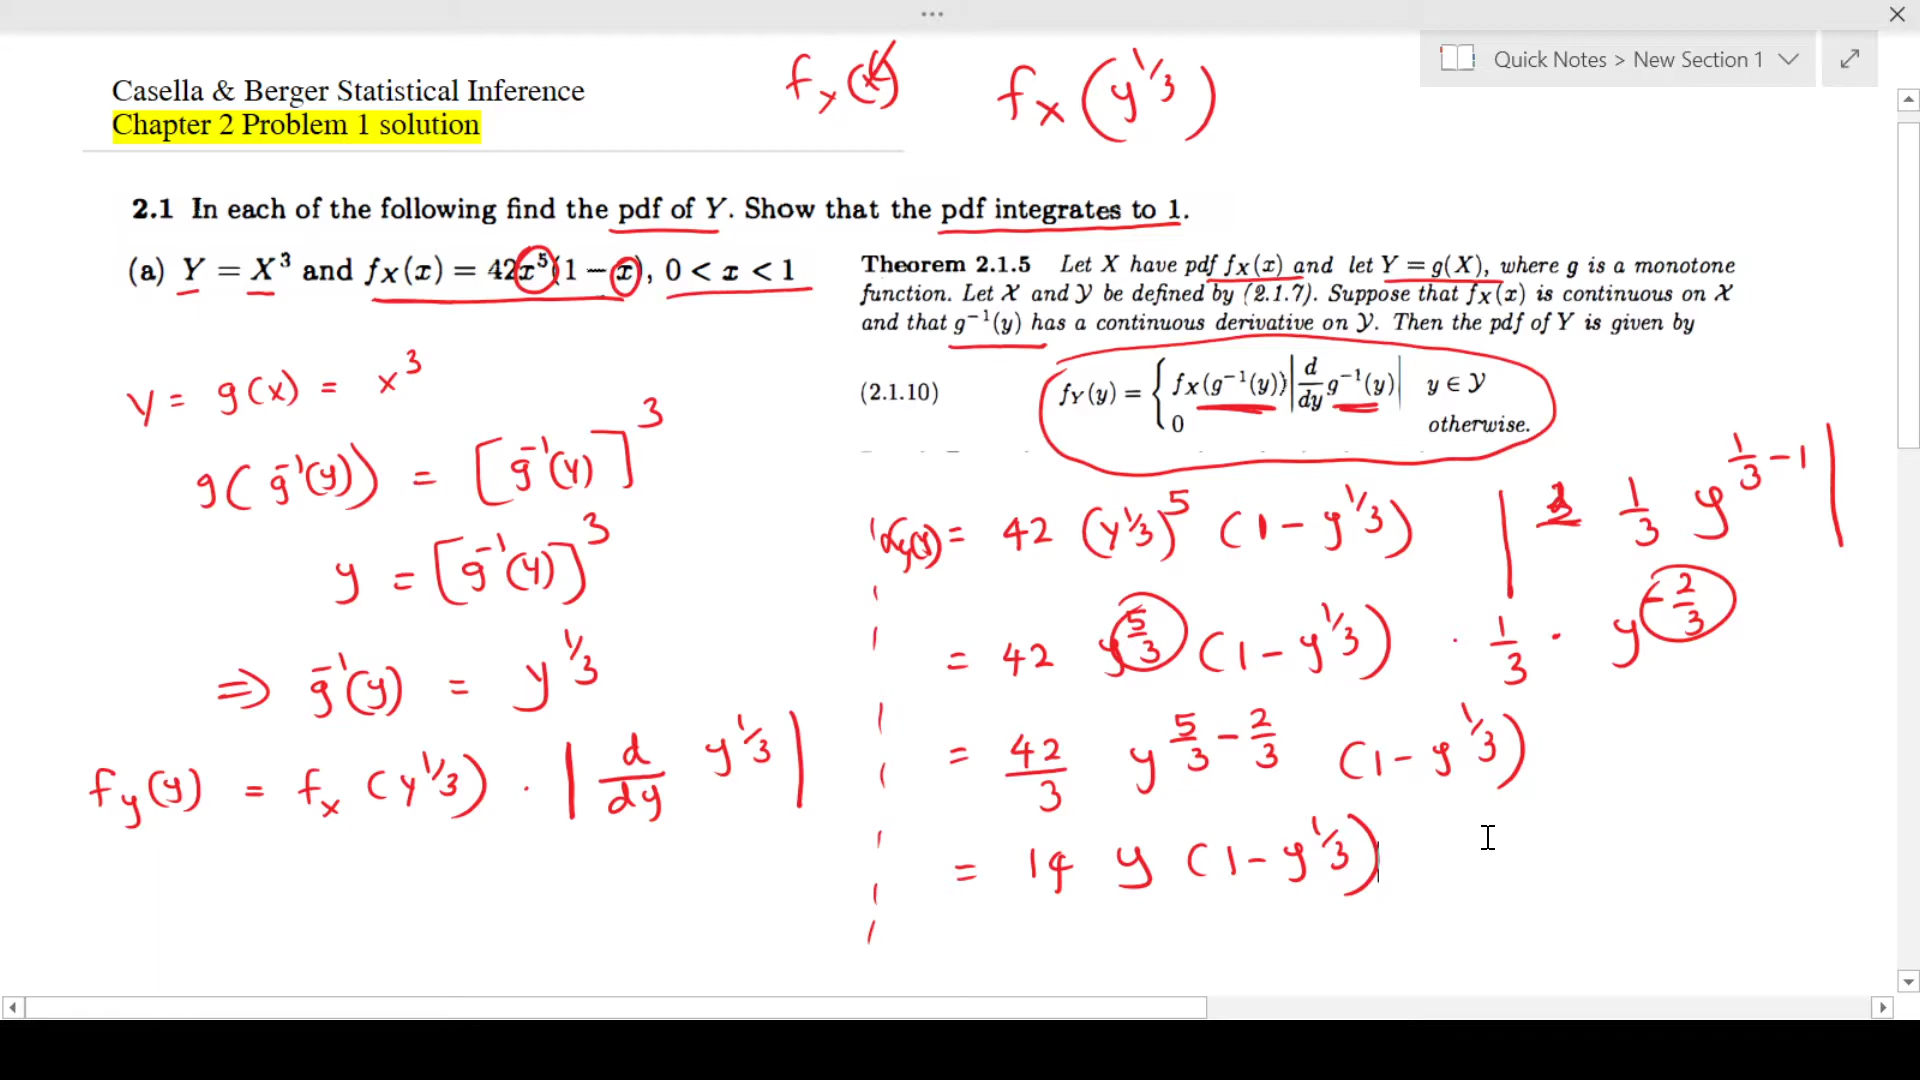 Quick Notes > New Section 1
Casella & Berger Statistical Inference
Chapter 2 Problem 1 solution
f_X(x)
f_X(y^{1/3})
2.1 In each of the following find the pdf of Y. Show that the pdf integrates to 1.
(a) Y = X³ and f_X(x) = 42x⁵(1 − x), 0 < x < 1
Theorem 2.1.5 Let X have pdf f_X(x) and let Y = g(X), where g is a monotone
function. Let 𝒳 and 𝒴 be defined by (2.1.7). Suppose that f_X(x) is continuous on 𝒳
and that g⁻¹(y) has a continuous derivative on 𝒴. Then the pdf of Y is given by
(2.1.10) f_Y(y) = { f_X(g⁻¹(y)) |d/dy g⁻¹(y)| y ∈ 𝒴
0 otherwise.
Y = g(x) = x³
g(g⁻¹(y)) = [g⁻¹(y)]³
y = [g⁻¹(y)]³
⇒ g⁻¹(y) = y^{1/3}
f_y(y) = f_x(y^{1/3}) · |d/dy y^{1/3}|
= 42 (y^{1/3})^5 (1 − y^{1/3}) | 1/3 y^{1/3 − 1} |
= 42 y^{5/3} (1 − y^{1/3}) · 1/3 · y^{−2/3}
= 42/3 y^{5/3 − 2/3} (1 − y^{1/3})
= 14 y (1 − y^{1/3})